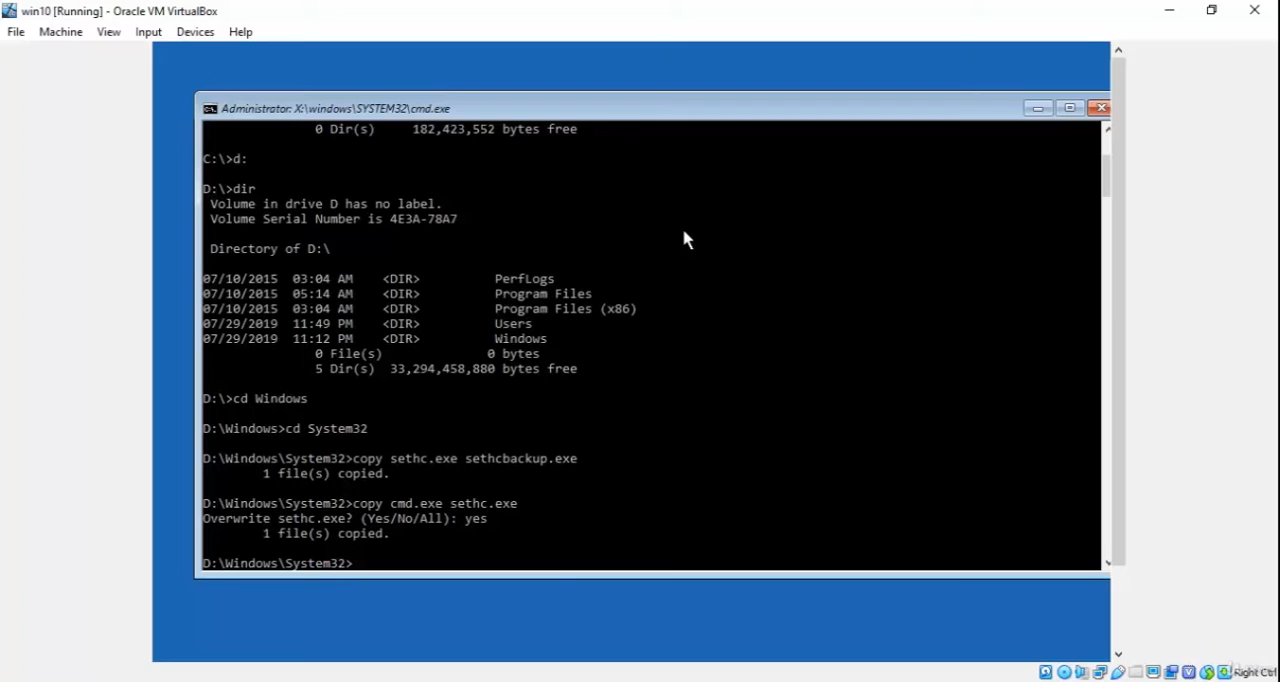 win10 [Running] - Oracle VM VirtualBox
File Machine View Input Devices Help
Administrator: X:\windows\SYSTEM32\cmd.exe
0 Dir(s) 182,423,552 bytes free
C:\>d:
D:\>dir
Volume in drive D has no label.
Volume Serial Number is 4E3A-78A7
Directory of D:\
07/10/2015 03:04 AM <DIR> PerfLogs
07/10/2015 05:14 AM <DIR> Program Files
07/10/2015 03:04 AM <DIR> Program Files (x86)
07/29/2019 11:49 PM <DIR> Users
07/29/2019 11:12 PM <DIR> Windows
0 File(s) 0 bytes
5 Dir(s) 33,294,458,880 bytes free
D:\>cd Windows
D:\Windows>cd System32
D:\Windows\System32>copy sethc.exe sethcbackup.exe
1 file(s) copied.
D:\Windows\System32>copy cmd.exe sethc.exe
Overwrite sethc.exe? (Yes/No/All): yes
1 file(s) copied.
D:\Windows\System32>
Right Ctrl